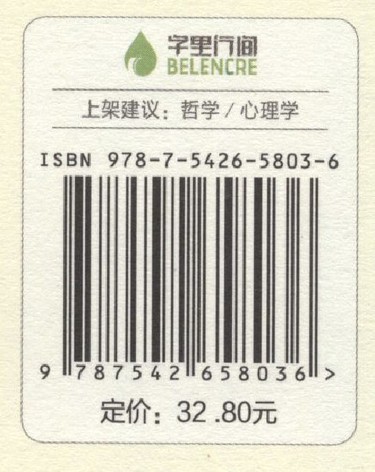 字里行间
BELENCRE
上架建议：哲学/心理学
ISBN 978-7-5426-5803-6
9 787542 658036 >
定价：32.80元